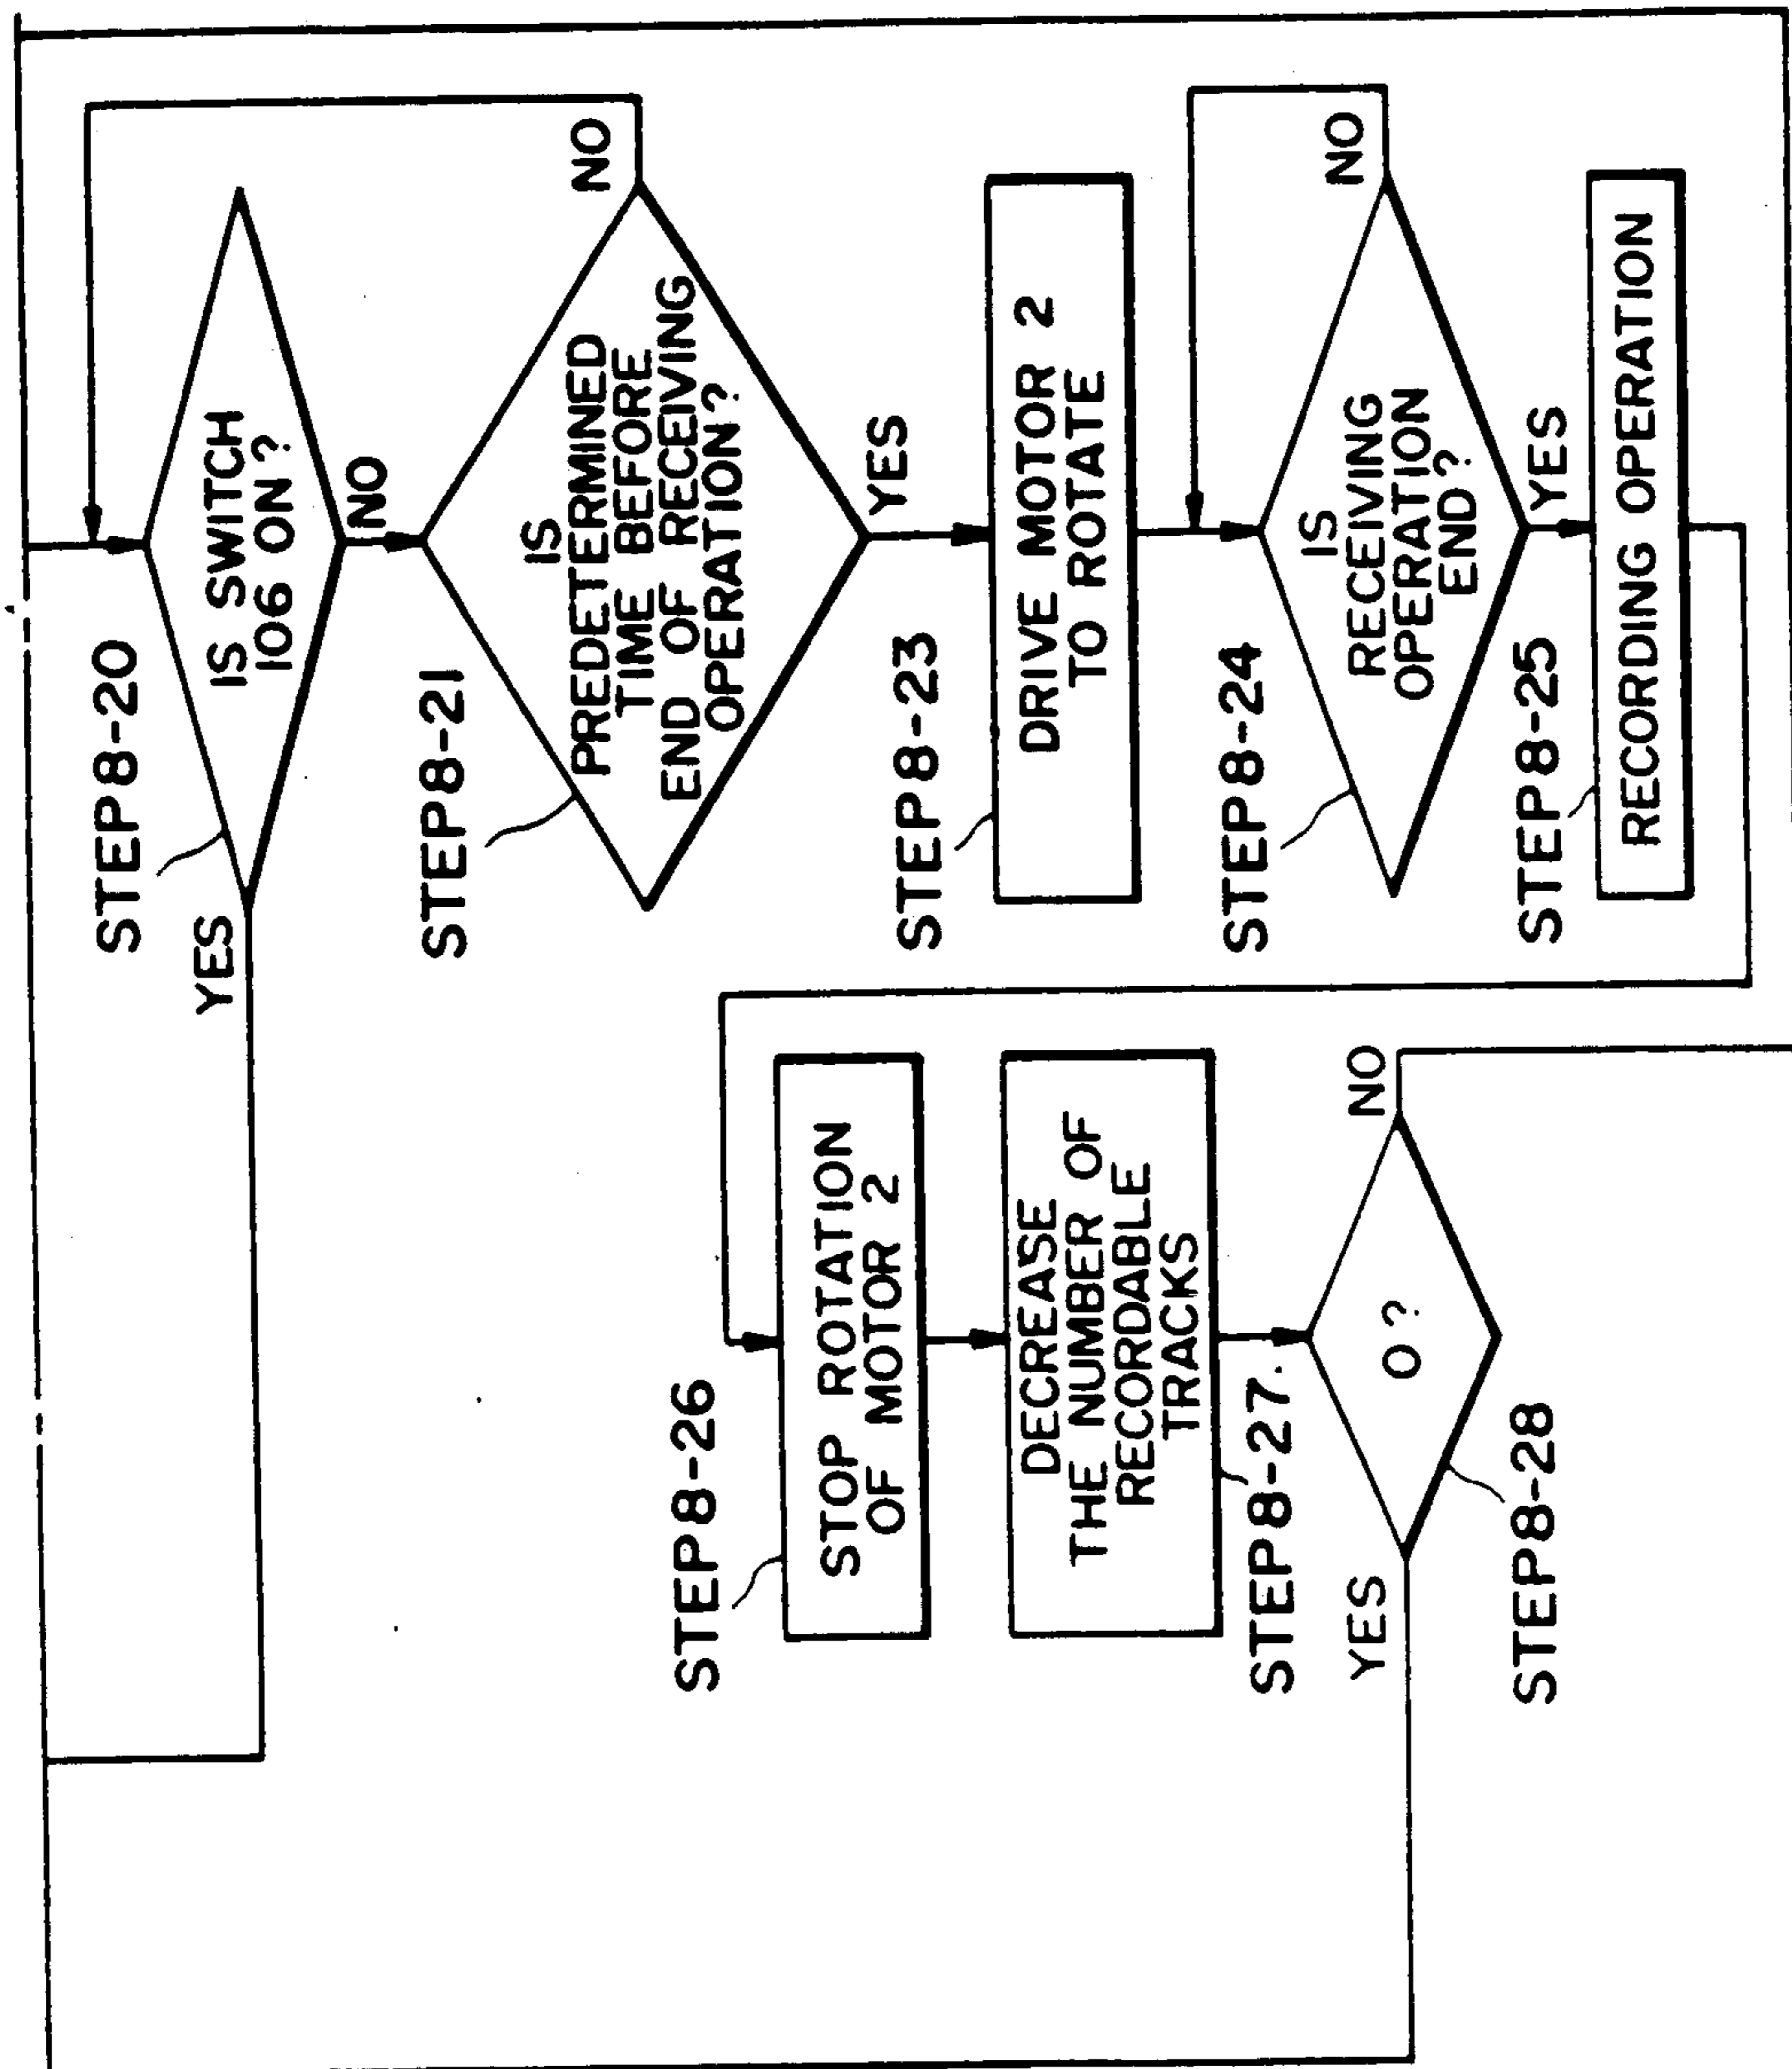 STEP8-20
IS SWITCH
106 ON?
YES
NO
STEP8-21
IS
PREDETERMINED
TIME BEFORE
END OF RECEIVING
OPERATION?
NO
YES
STEP8-23
DRIVE MOTOR 2
TO ROTATE
STEP8-24
IS
RECEIVING
OPERATION
END?
NO
YES
STEP8-25
RECORDING OPERATION
STEP8-26
STOP ROTATION
OF MOTOR 2
DECREASE
THE NUMBER OF
RECORDABLE
TRACKS
STEP8-27
0?
YES
NO
STEP8-28